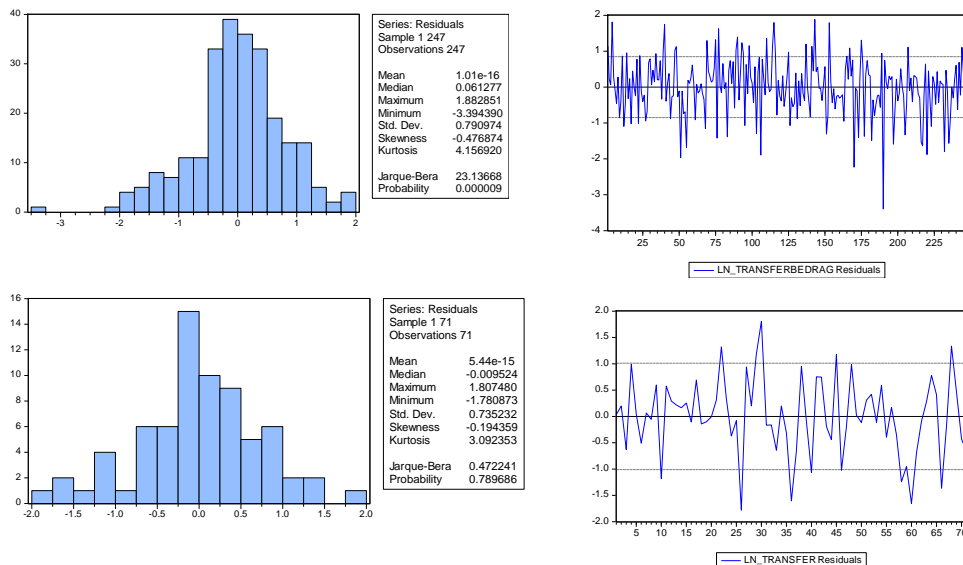 40
30
20
10
0
-3
-2
-1
0
1
2
Series: Residuals
Sample 1 247
Observations 247
Mean 1.01e-16
Median 0.061277
Maximum 1.882851
Minimum -3.394390
Std. Dev. 0.790974
Skewness -0.476874
Kurtosis 4.156920
Jarque-Bera 23.13668
Probability 0.000009
2
1
0
-1
-2
-3
-4
25
50
75
100
125
150
175
200
225
LN_TRANSFERBEDRAG Residuals
16
14
12
10
8
6
4
2
0
-2.0
-1.5
-1.0
-0.5
0.0
0.5
1.0
1.5
2.0
Series: Residuals
Sample 1 71
Observations 71
Mean 5.44e-15
Median -0.009524
Maximum 1.807480
Minimum -1.780873
Std. Dev. 0.735232
Skewness -0.194359
Kurtosis 3.092353
Jarque-Bera 0.472241
Probability 0.789686
2.0
1.5
1.0
0.5
0.0
-0.5
-1.0
-1.5
-2.0
5
10
15
20
25
30
35
40
45
50
55
60
65
70
LN_TRANSFER Residuals